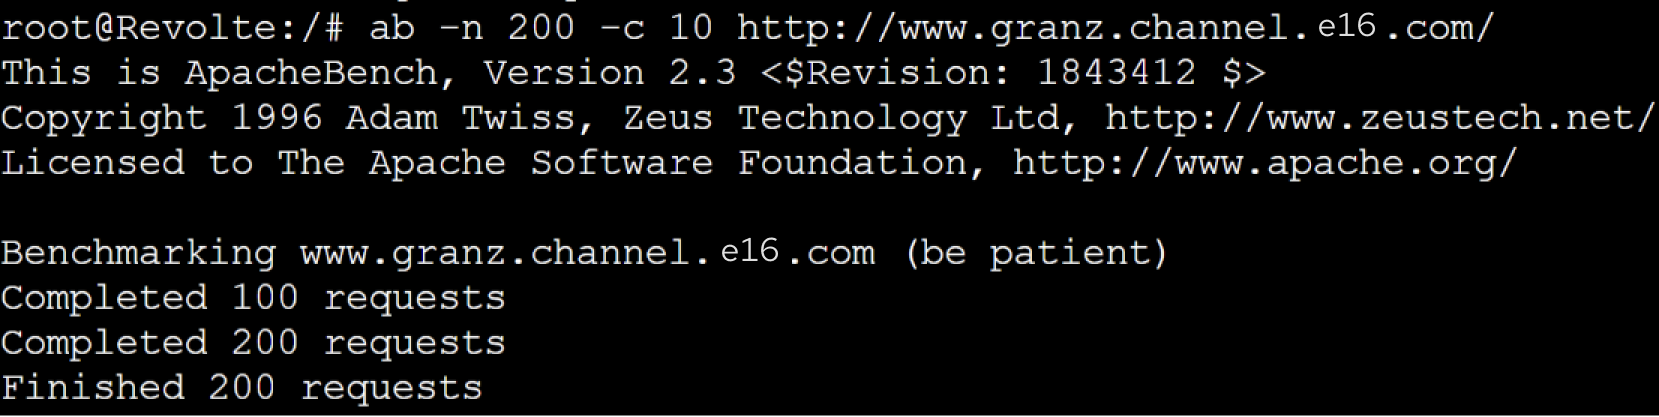 root@Revolte:/# ab -n 200 -c 10 http://www.granz.channel.e16.com/
This is ApacheBench, Version 2.3 <$Revision: 1843412 $>
Copyright 1996 Adam Twiss, Zeus Technology Ltd, http://www.zeustech.net/
Licensed to The Apache Software Foundation, http://www.apache.org/

Benchmarking www.granz.channel.e16.com (be patient)
Completed 100 requests
Completed 200 requests
Finished 200 requests